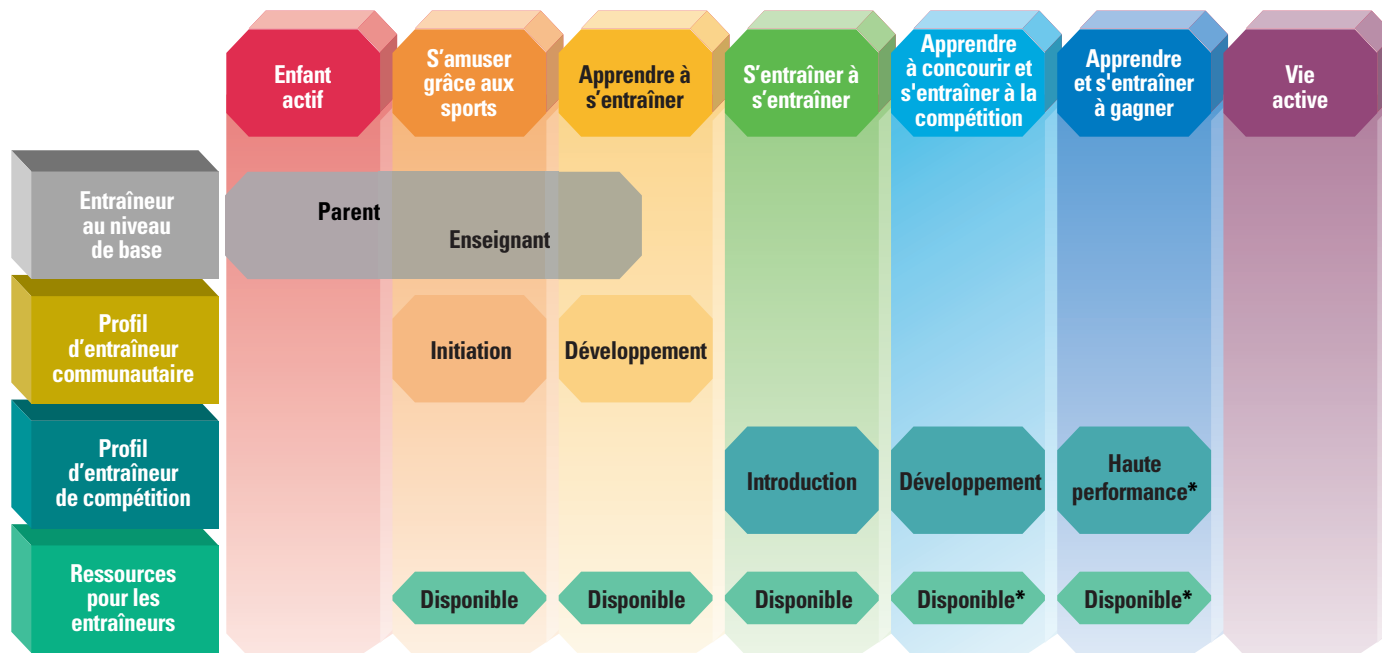 Enfant
actif
S'amuser
grâce aux
sports
Apprendre à
s'entraîner
S'entraîner à
s'entraîner
Apprendre
à concourir et
s'entraîner à la
compétition
Apprendre
et s'entraîner
à gagner
Vie
active
Entraîneur
au niveau
de base
Parent
Enseignant
Profil
d'entraîneur
communautaire
Initiation
Développement
Profil
d'entraîneur
de compétition
Introduction
Développement
Haute
performance*
Ressources
pour les
entraîneurs
Disponible
Disponible
Disponible
Disponible*
Disponible*